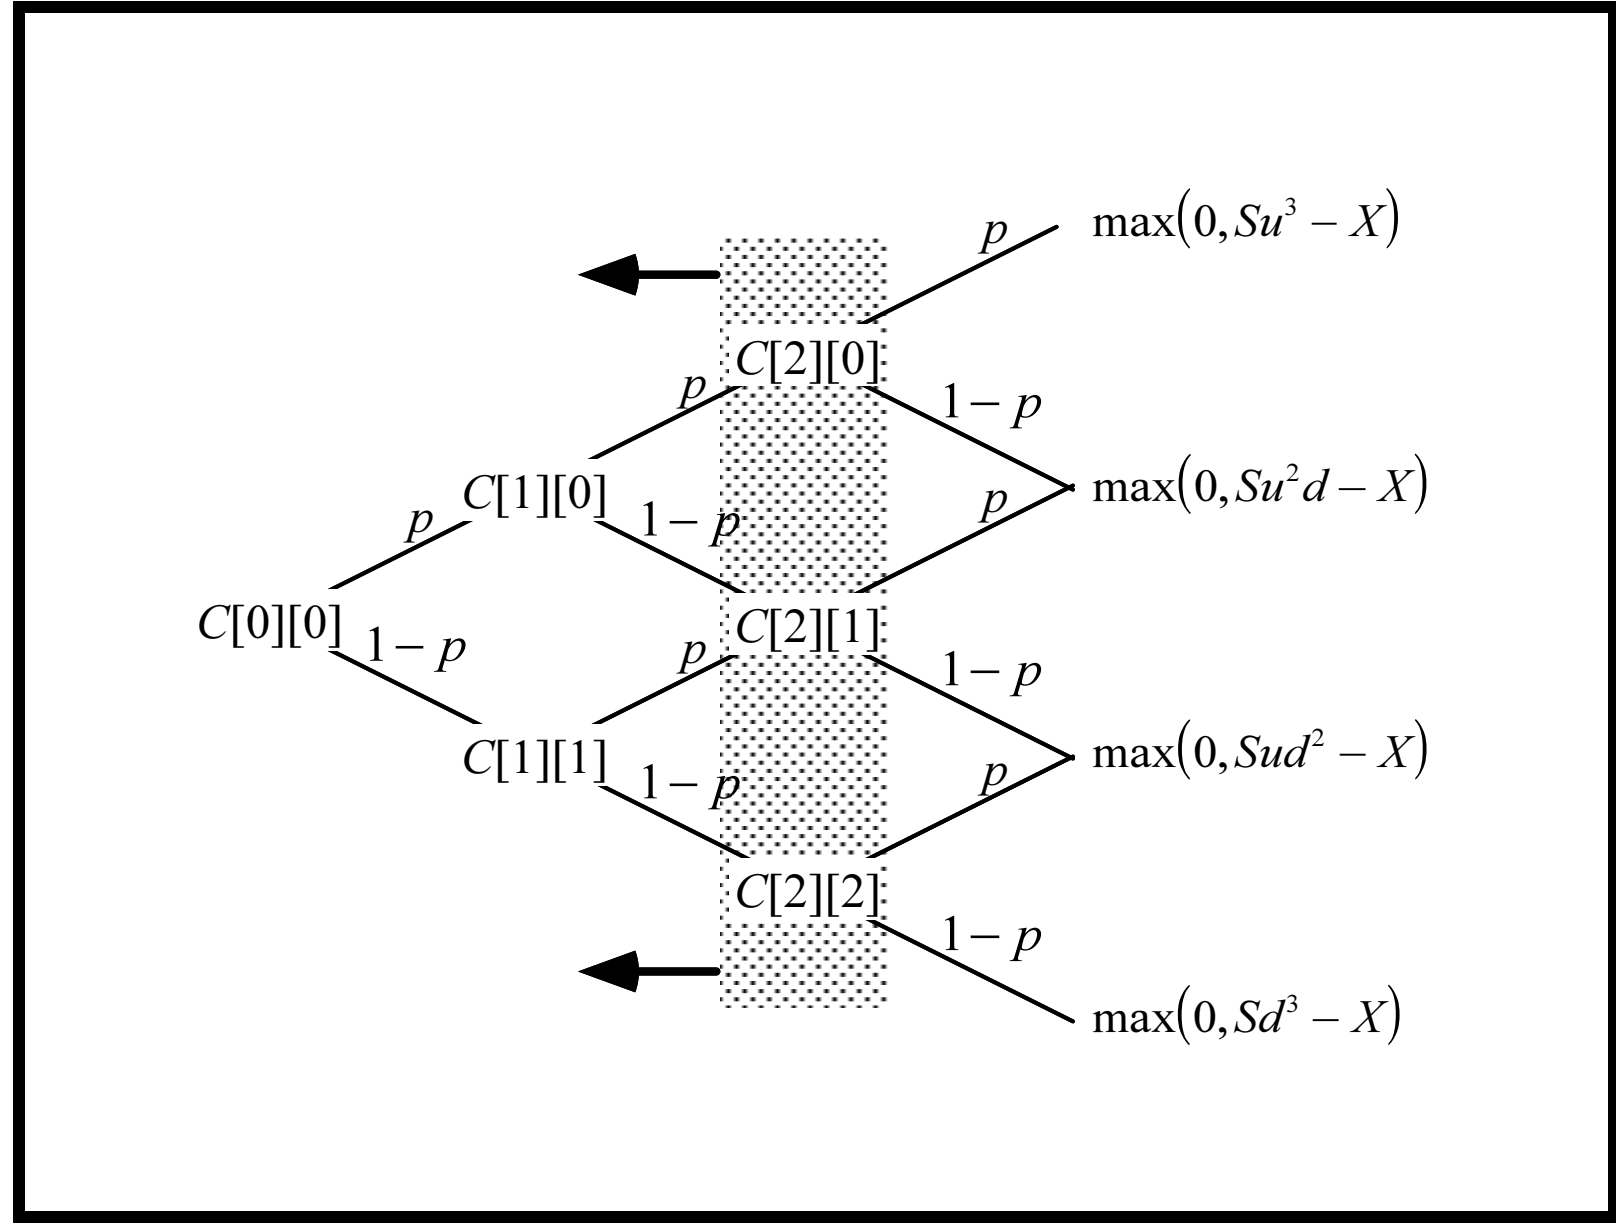 max(0, Su³ − X)
p
C[2][0]
p
1 − p
max(0, Su²d − X)
C[1][0]
p
p
1 − p
C[0][0]
C[2][1]
1 − p
p
1 − p
max(0, Sud² − X)
C[1][1]
p
1 − p
C[2][2]
1 − p
max(0, Sd³ − X)